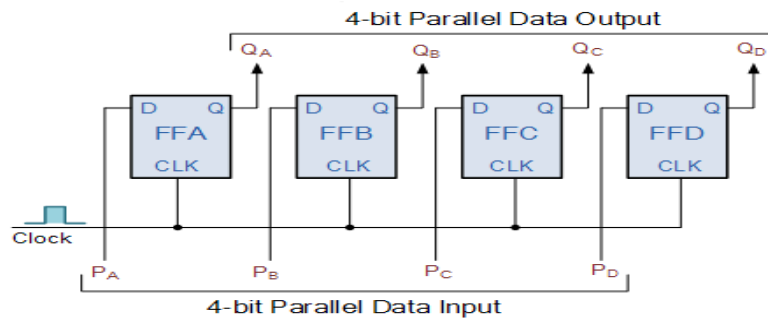 4-bit Parallel Data Output
QA QB QC QD
D Q D Q D Q D Q
FFA FFB FFC FFD
CLK CLK CLK CLK
Clock
PA PB PC PD
4-bit Parallel Data Input